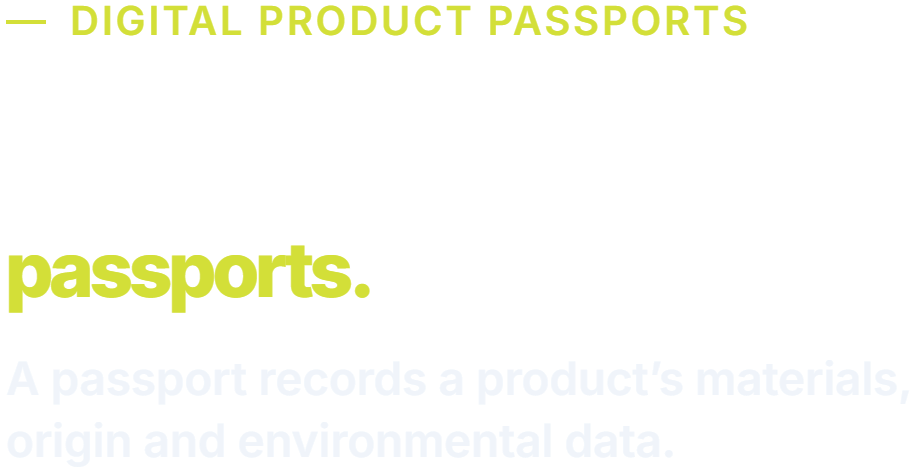 — DIGITAL PRODUCT PASSPORTS
passports.
A passport records a product’s materials,
origin and environmental data.